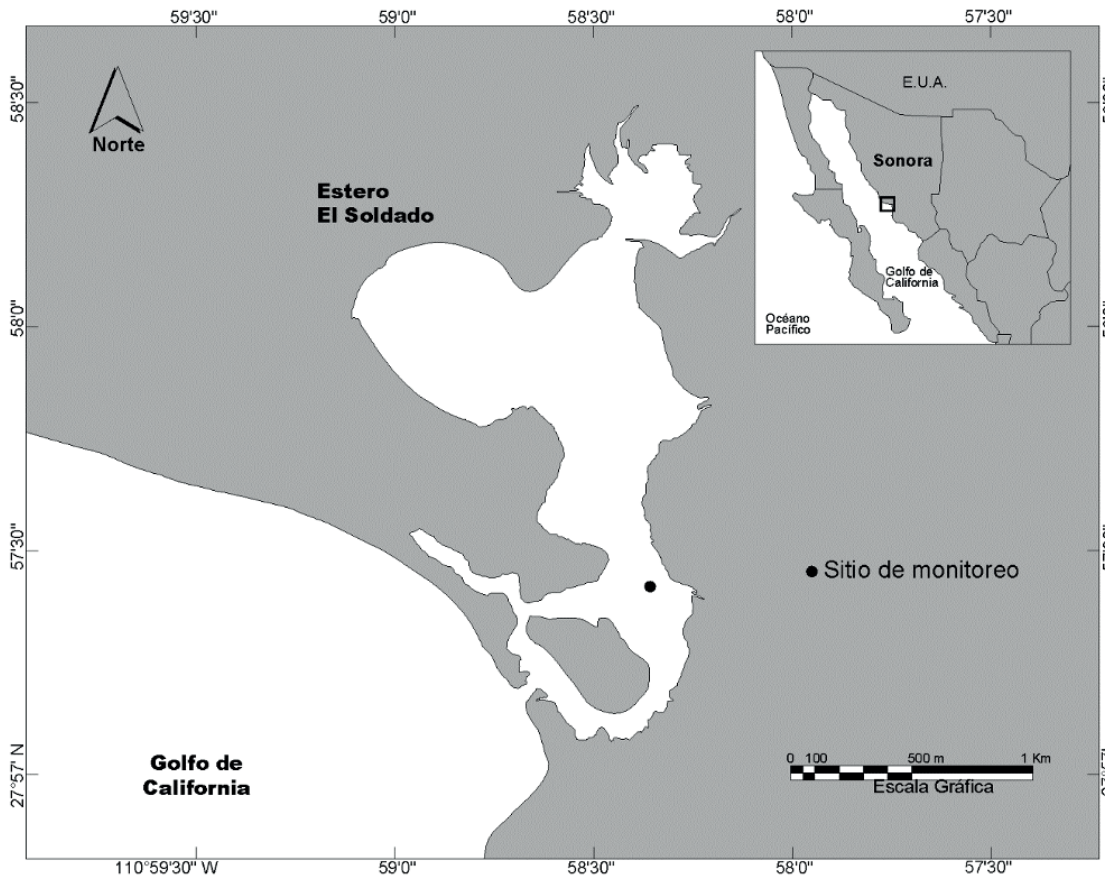 59'30"
59'0"
58'30"
58'0"
57'30"
58'30"
Norte
E.U.A.
Sonora
Golfo de
California
Océano
Pacífico
Estero
El Soldado
58'0"
57'30"
Sitio de monitoreo
Golfo de
California
27°57' N
0 100 500 m 1 Km
Escala Gráfica
110°59'30" W
59'0"
58'30"
58'0"
57'30"